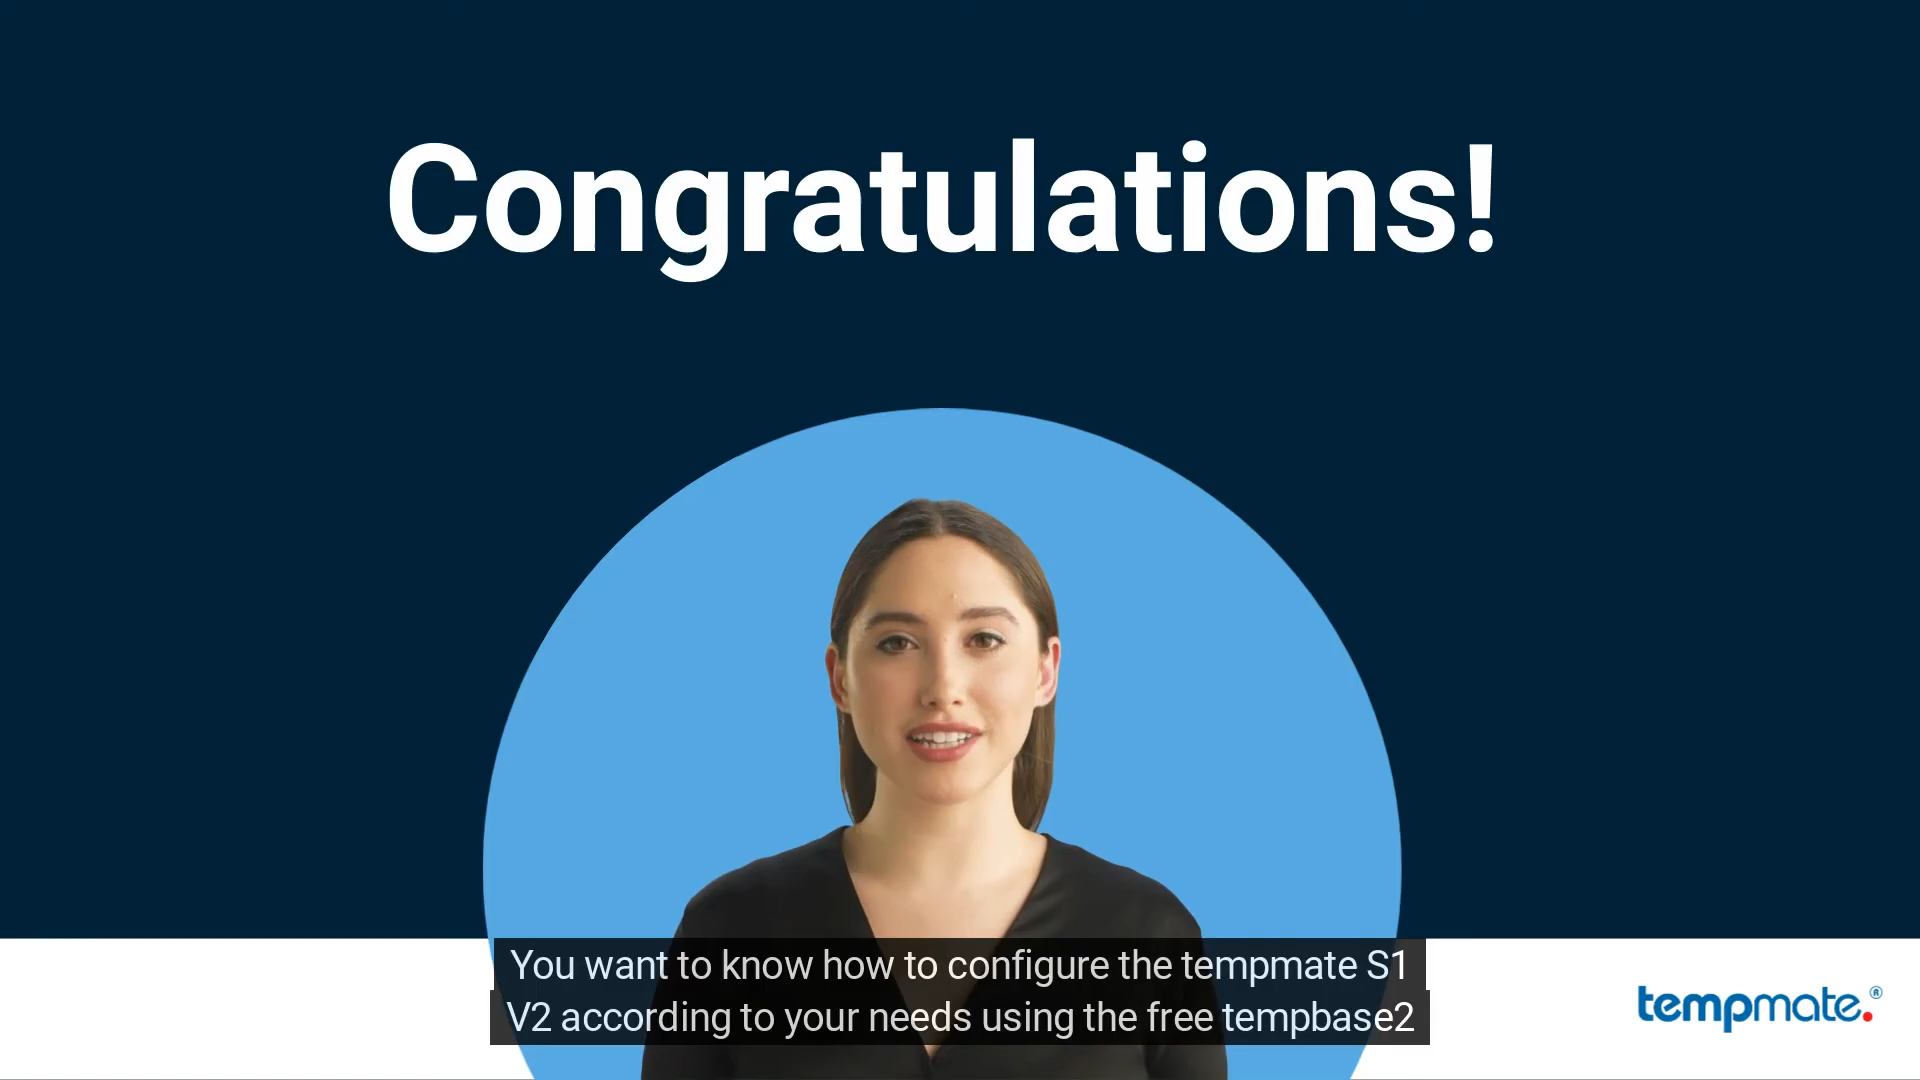 Congratulations!
You want to know how to configure the tempmate S1
V2 according to your needs using the free tempbase2
tempmate.®